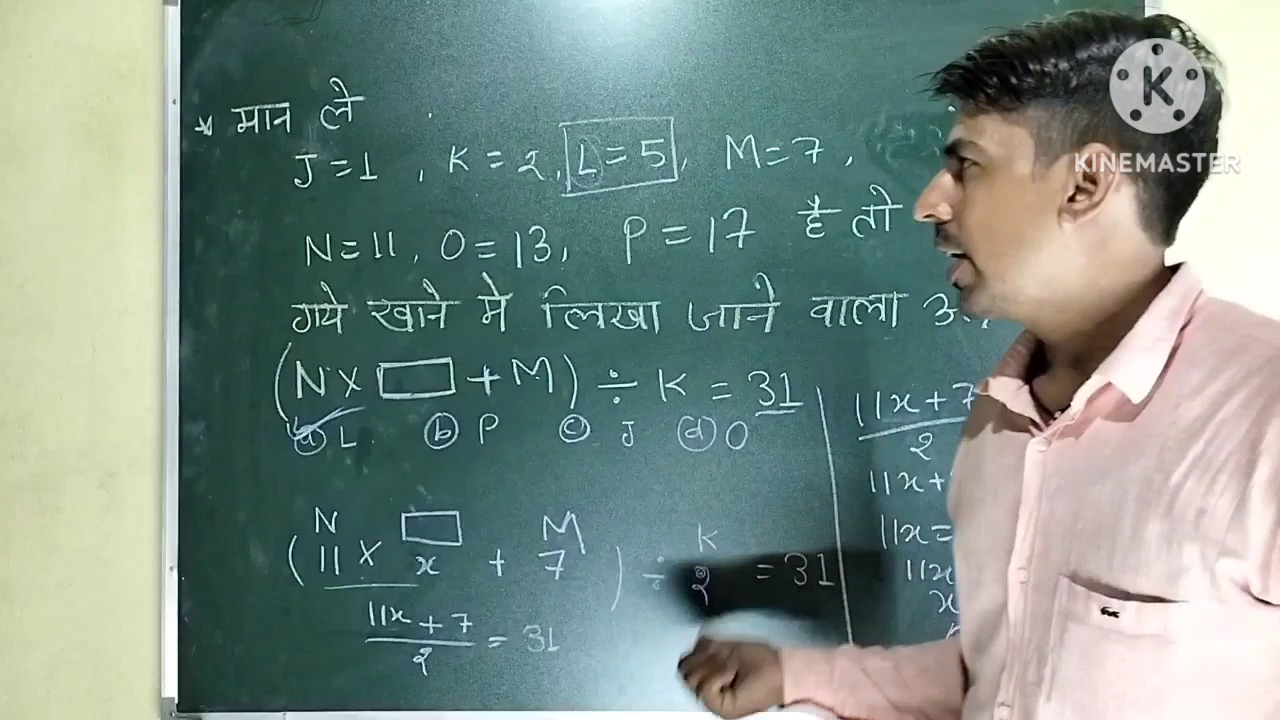 * मान ले
J = 1 , K = 2, L = 5, M = 7 ,
N = 11, O = 13, P = 17 है तो
गये खाने मे लिखा जाने वाला
(N × □ + M) ÷ K = 31
(a) L (b) P (c) J (d) O
N □ M K
( 11 × x + 7 ) ÷ 2 = 31
11x + 7
2
= 31
11x + 7
2
11x +
11x =
11x
x
K
KINEMASTER